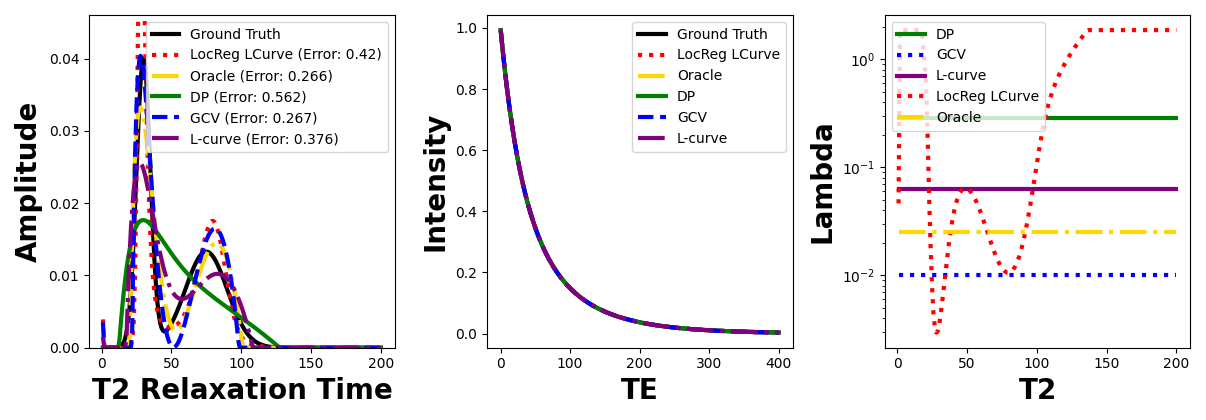 Amplitude
0.04
0.03
0.02
0.01
0.00
Ground Truth
LocReg LCurve (Error: 0.42)
Oracle (Error: 0.266)
DP (Error: 0.562)
GCV (Error: 0.267)
L-curve (Error: 0.376)
0 50 100 150 200
T2 Relaxation Time
Intensity
1.0
0.8
0.6
0.4
0.2
0.0
Ground Truth
LocReg LCurve
Oracle
DP
GCV
L-curve
0 100 200 300 400
TE
Lambda
10⁰
10⁻¹
10⁻²
DP
GCV
L-curve
LocReg LCurve
Oracle
0 50 100 150 200
T2